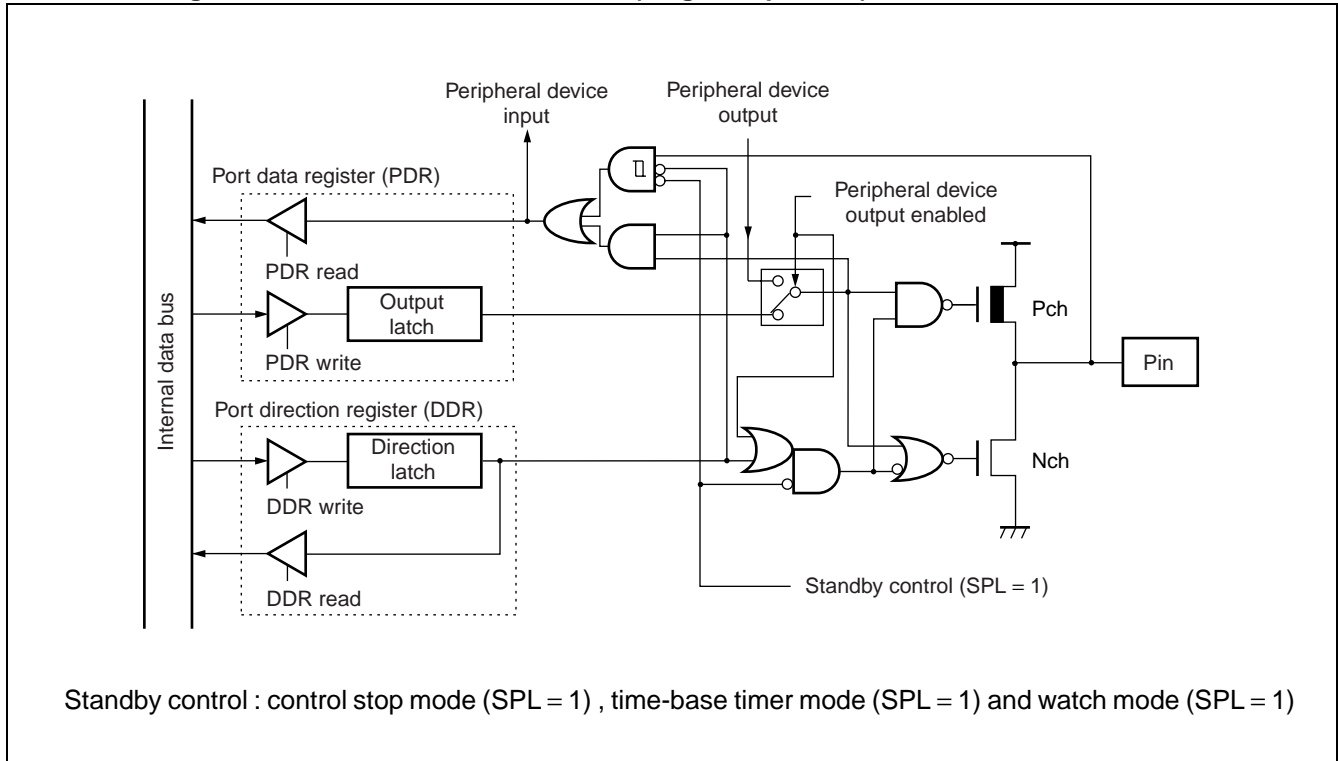 Peripheral device
input
Peripheral device
output
Port data register (PDR)
Peripheral device
output enabled
PDR read
Output
latch
Pch
PDR write
Pin
Internal data bus
Port direction register (DDR)
Direction
latch
Nch
DDR write
Standby control (SPL = 1)
DDR read
Standby control : control stop mode (SPL = 1) , time-base timer mode (SPL = 1) and watch mode (SPL = 1)